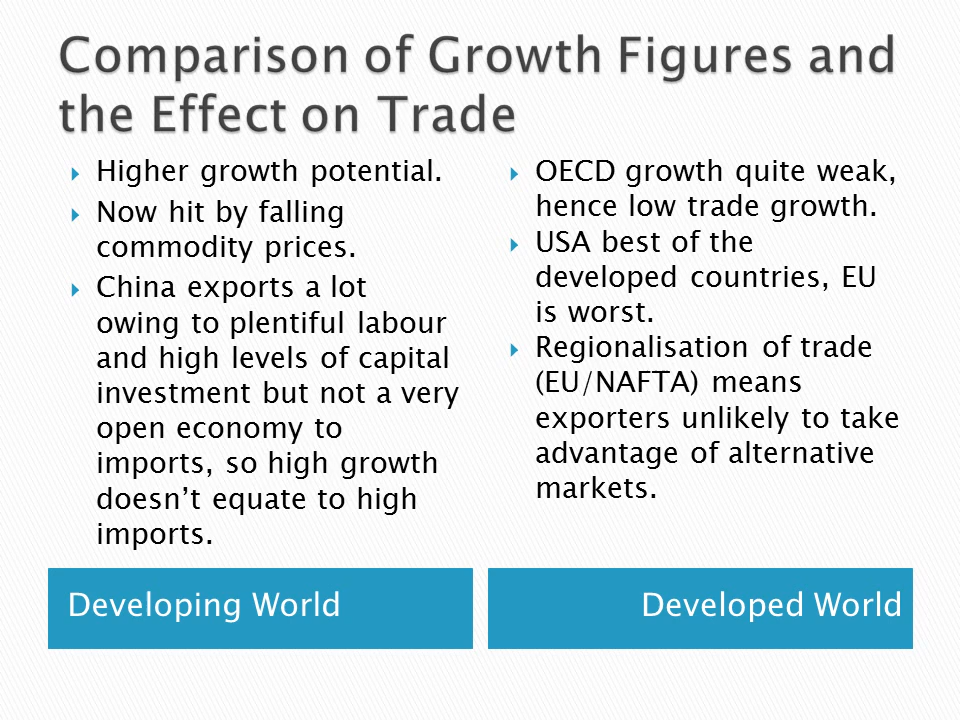 Comparison of Growth Figures and
the Effect on Trade
Higher growth potential.
Now hit by falling
commodity prices.
China exports a lot
owing to plentiful labour
and high levels of capital
investment but not a very
open economy to
imports, so high growth
doesn’t equate to high
imports.
Developing World
OECD growth quite weak,
hence low trade growth.
USA best of the
developed countries, EU
is worst.
Regionalisation of trade
(EU/NAFTA) means
exporters unlikely to take
advantage of alternative
markets.
Developed World